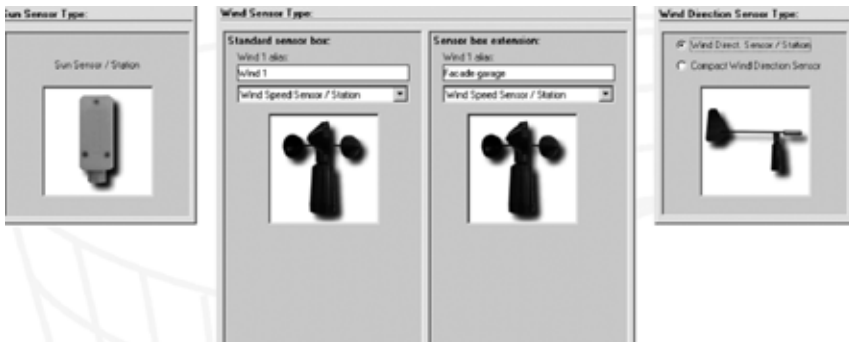 Sun Sensor Type:
Sun Sensor / Station
Wind Sensor Type:
Standard sensor box:
Wind 1 alias:
Wind 1
Wind Speed Sensor / Station
Sensor box extension:
Wind 1 alias:
Facade garage
Wind Speed Sensor / Station
Wind Direction Sensor Type:
Wind Direct. Sensor / Station
Compact Wind Direction Sensor